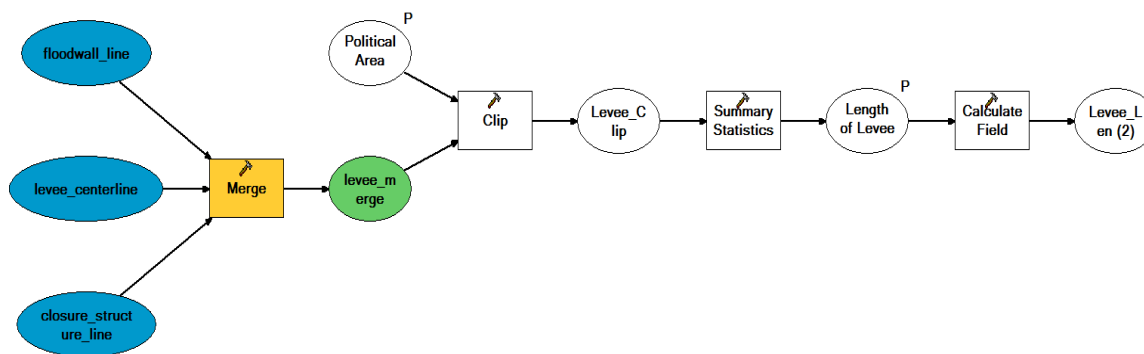 floodwall_line
P
Political
Area
levee_centerline
Merge
levee_m
erge
closure_struct
ure_line
Clip
Levee_C
lip
Summary
Statistics
P
Length
of Levee
Calculate
Field
Levee_L
en (2)